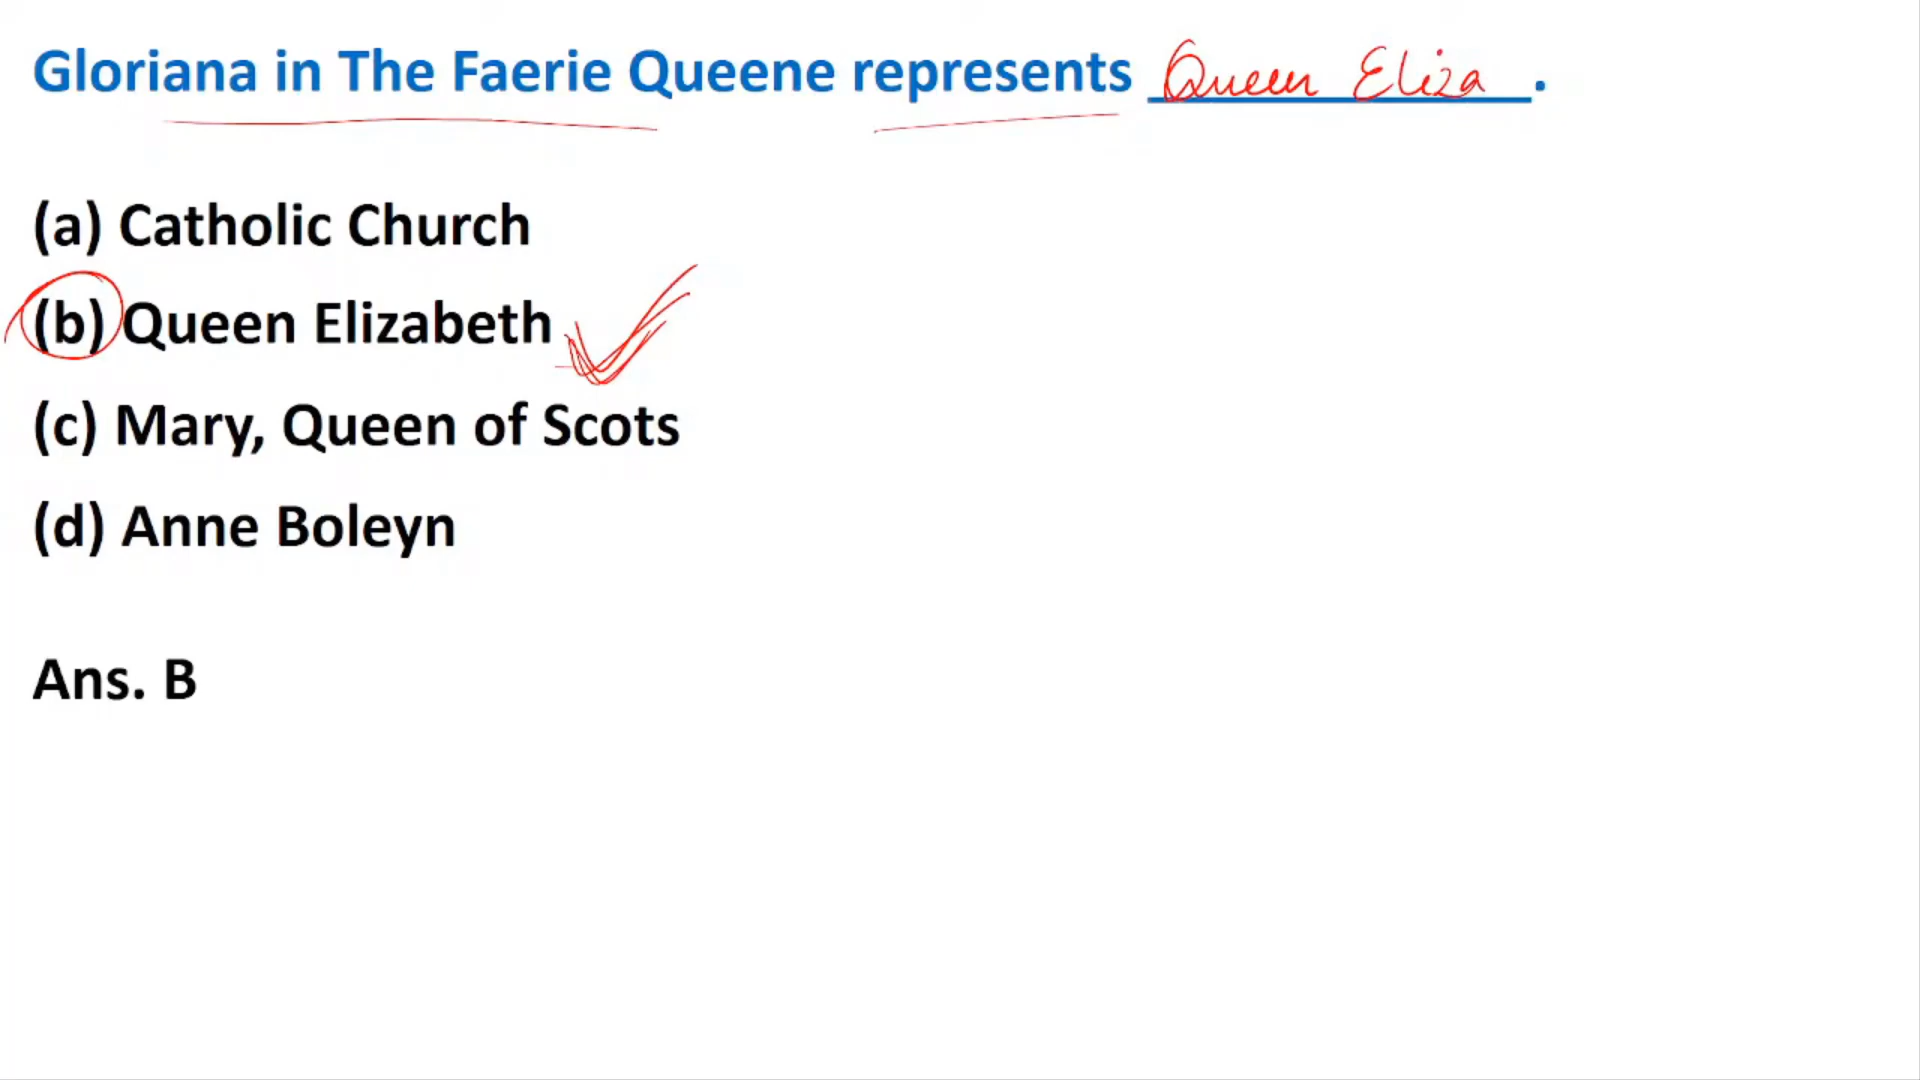 Gloriana in The Faerie Queene represents Queen Eliza.
(a) Catholic Church
(b) Queen Elizabeth
(c) Mary, Queen of Scots
(d) Anne Boleyn
Ans. B